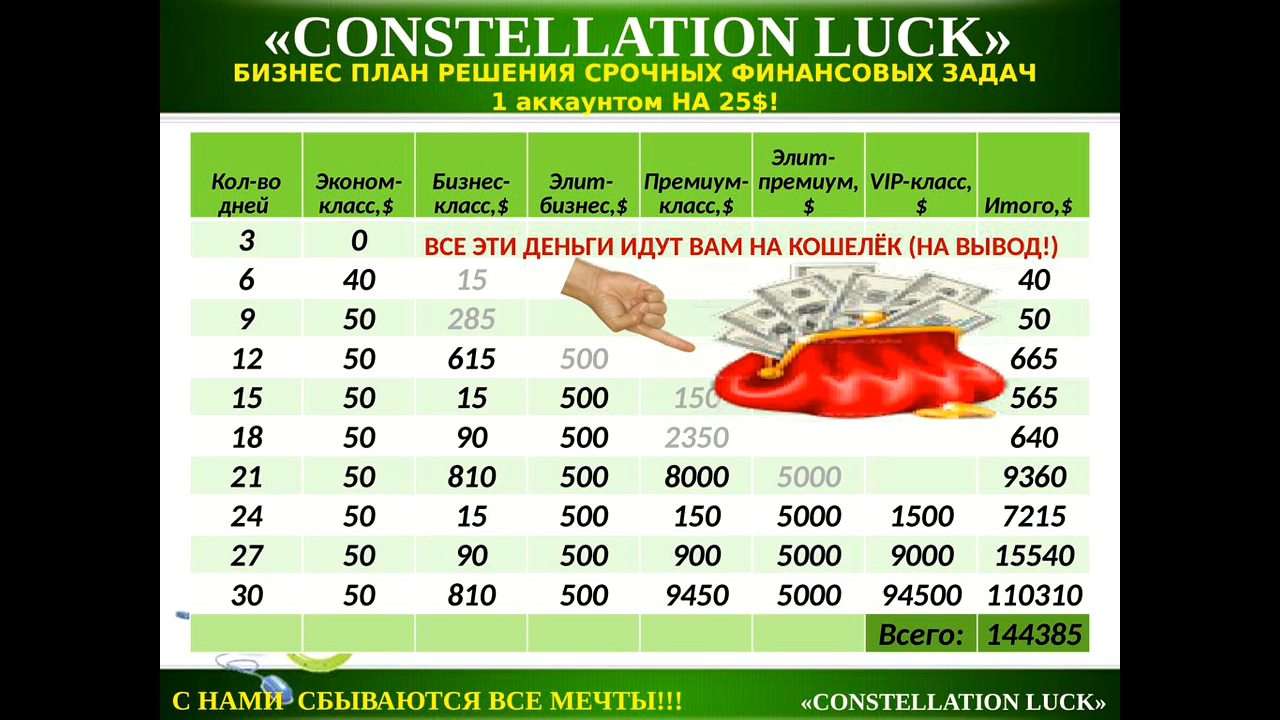 «CONSTELLATION LUCK»
БИЗНЕС ПЛАН РЕШЕНИЯ СРОЧНЫХ ФИНАНСОВЫХ ЗАДАЧ
1 аккаунтом НА 25$!
Кол-во дней Эконом-класс,$ Бизнес-класс,$ Элит-бизнес,$ Премиум-класс,$ Элит-премиум,$ VIP-класс,$ Итого,$
3 0 ВСЕ ЭТИ ДЕНЬГИ ИДУТ ВАМ НА КОШЕЛЁК (НА ВЫВОД!)
6 40 15 40
9 50 285 50
12 50 615 500 665
15 50 15 500 150 565
18 50 90 500 2350 640
21 50 810 500 8000 5000 9360
24 50 15 500 150 5000 1500 7215
27 50 90 500 900 5000 9000 15540
30 50 810 500 9450 5000 94500 110310
Всего: 144385
С НАМИ СБЫВАЮТСЯ ВСЕ МЕЧТЫ!!! «CONSTELLATION LUCK»